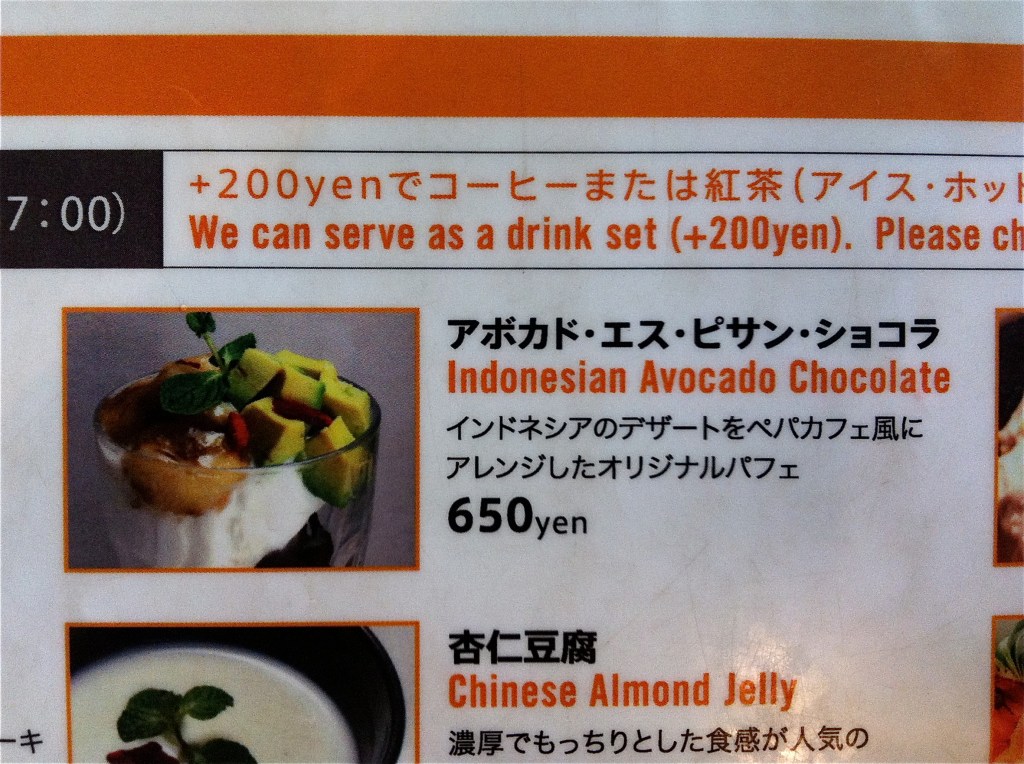 7:00)
+200yenでコーヒーまたは紅茶(アイス・ホット
We can serve as a drink set (+200yen). Please ch
アボカド・エス・ピサン・ショコラ
Indonesian Avocado Chocolate
インドネシアのデザートをペパカフェ風に
アレンジしたオリジナルパフェ
650yen
杏仁豆腐
Chinese Almond Jelly
濃厚でもっちりとした食感が人気の
ーキ